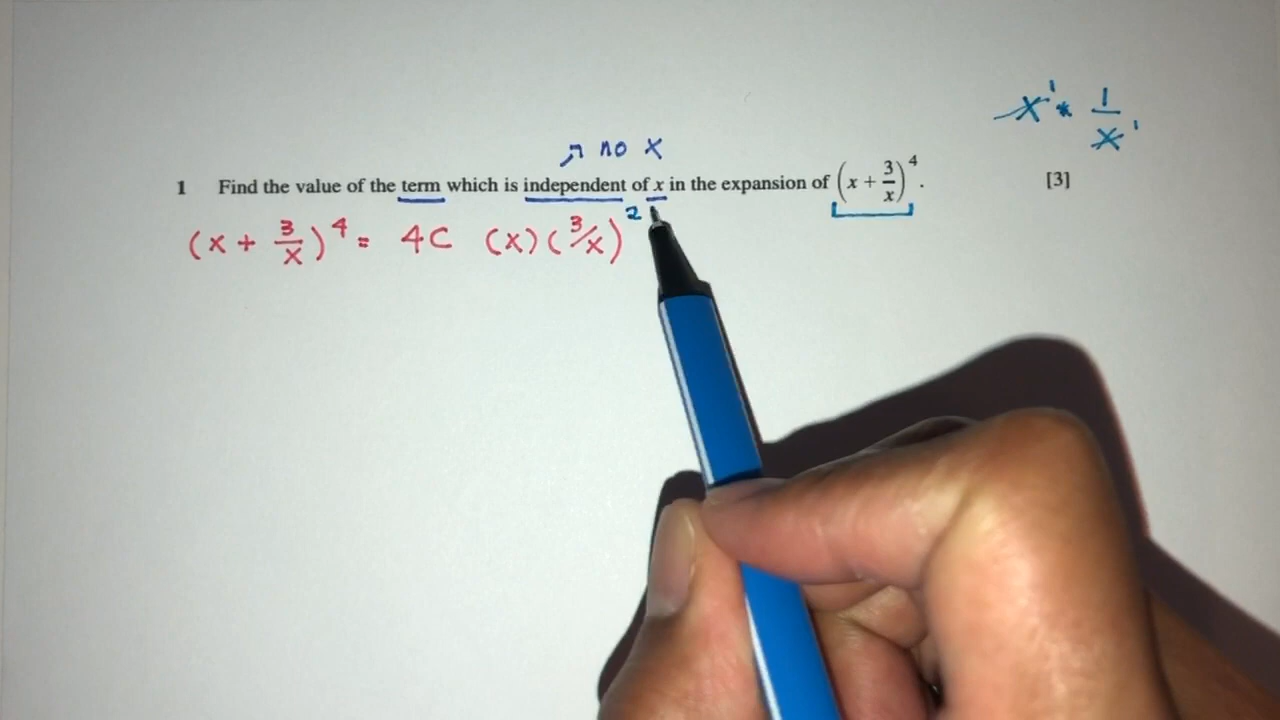 x¹ * 1/x¹
↗ no x
1 Find the value of the term which is independent of x in the expansion of (x + 3/x)⁴. [3]
(x + 3/x)⁴ = 4C (x)(3/x)²